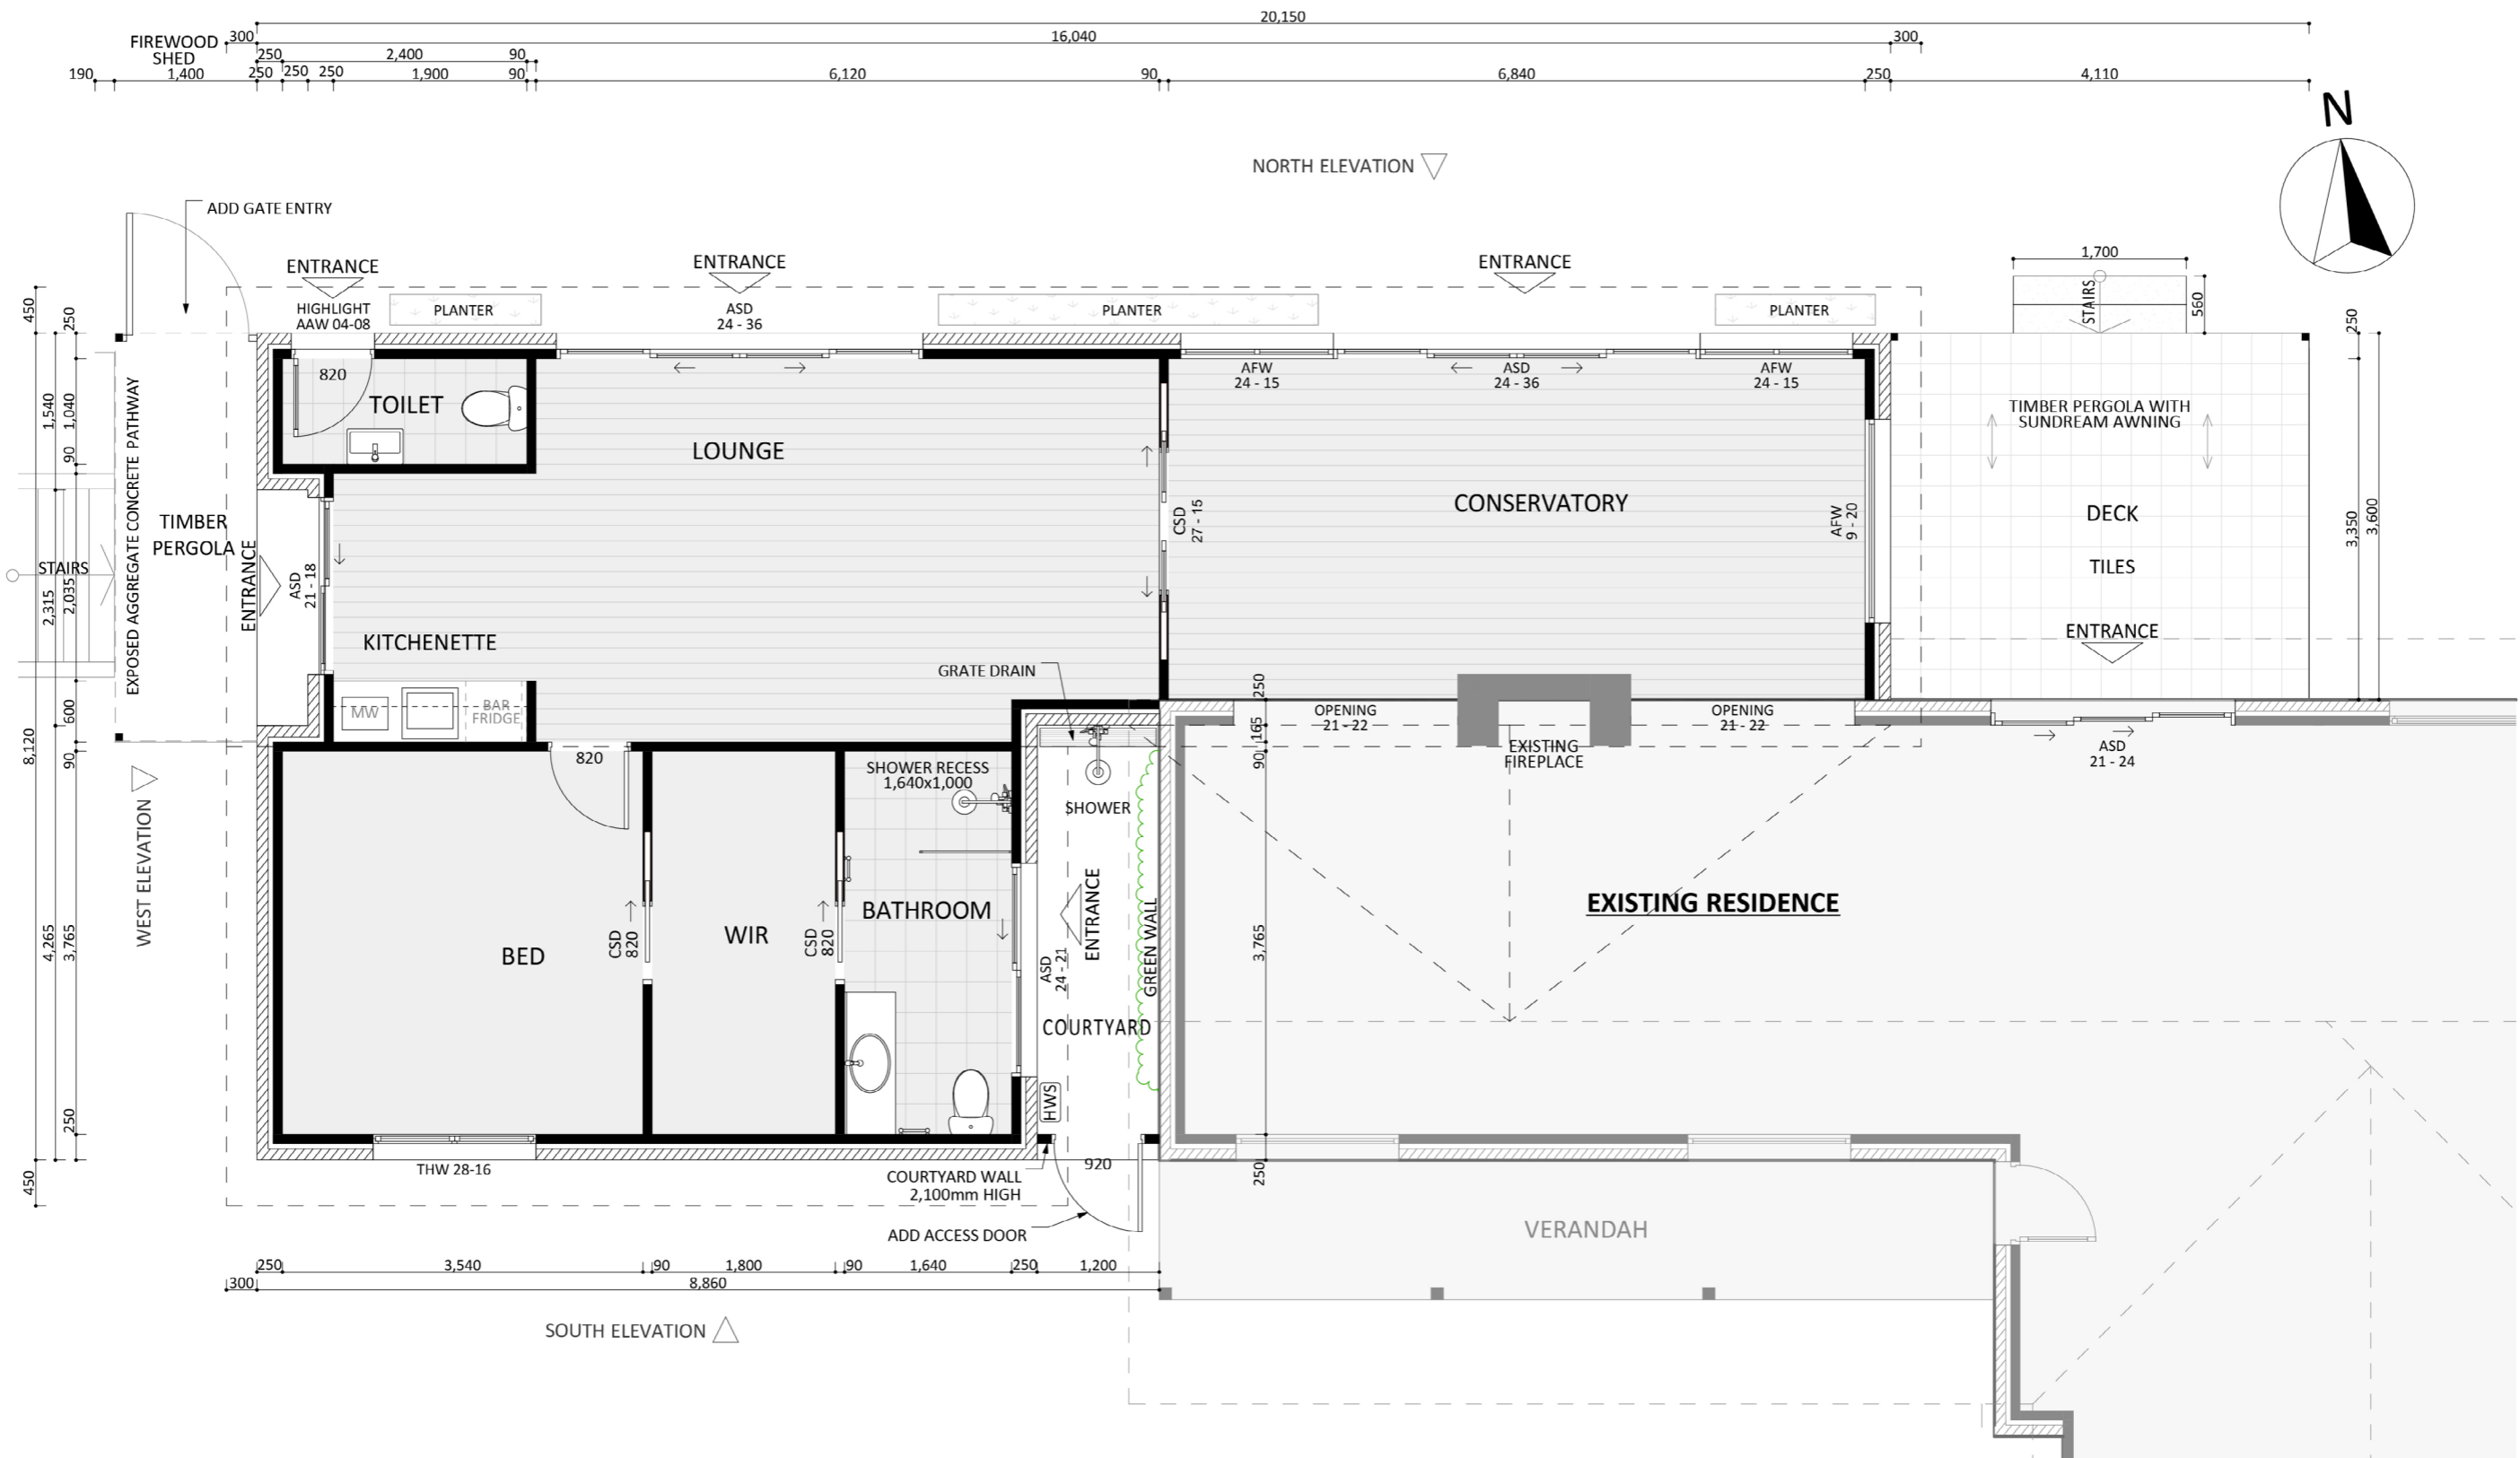 20,150
FIREWOOD
SHED
300
16,040
300
250
2,400
90
190
1,400
250
250
250
1,900
90
6,120
90
6,840
250
4,110
N
NORTH ELEVATION
ADD GATE ENTRY
ENTRANCE
ENTRANCE
ENTRANCE
1,700
STAIRS
560
HIGHLIGHT
AAW 04-08
PLANTER
ASD
24 - 36
PLANTER
PLANTER
450
250
250
820
TOILET
AFW
24 - 15
ASD
24 - 36
AFW
24 - 15
1,540
1,040
90
EXPOSED AGGREGATE CONCRETE PATHWAY
LOUNGE
TIMBER PERGOLA WITH
SUNDREAM AWNING
CONSERVATORY
CSD
27 - 15
AFW
9 - 20
DECK
TILES
3,350
3,600
TIMBER
PERGOLA
STAIRS
ENTRANCE
ASD
21 - 18
2,315
2,035
KITCHENETTE
ENTRANCE
GRATE DRAIN
MW
BAR
FRIDGE
600
250
OPENING
21 - 22
OPENING
21 - 22
8,120
90
165
90
EXISTING
FIREPLACE
ASD
21 - 24
820
SHOWER RECESS
1,640x1,000
SHOWER
WEST ELEVATION
BED
CSD
820
WIR
CSD
820
BATHROOM
ENTRANCE
ASD
24 - 21
GREEN WALL
EXISTING RESIDENCE
4,265
3,765
3,765
COURTYARD
HWS
250
THW 28-16
COURTYARD WALL
2,100mm HIGH
920
250
450
ADD ACCESS DOOR
VERANDAH
250
3,540
90
1,800
90
1,640
250
1,200
300
8,860
SOUTH ELEVATION